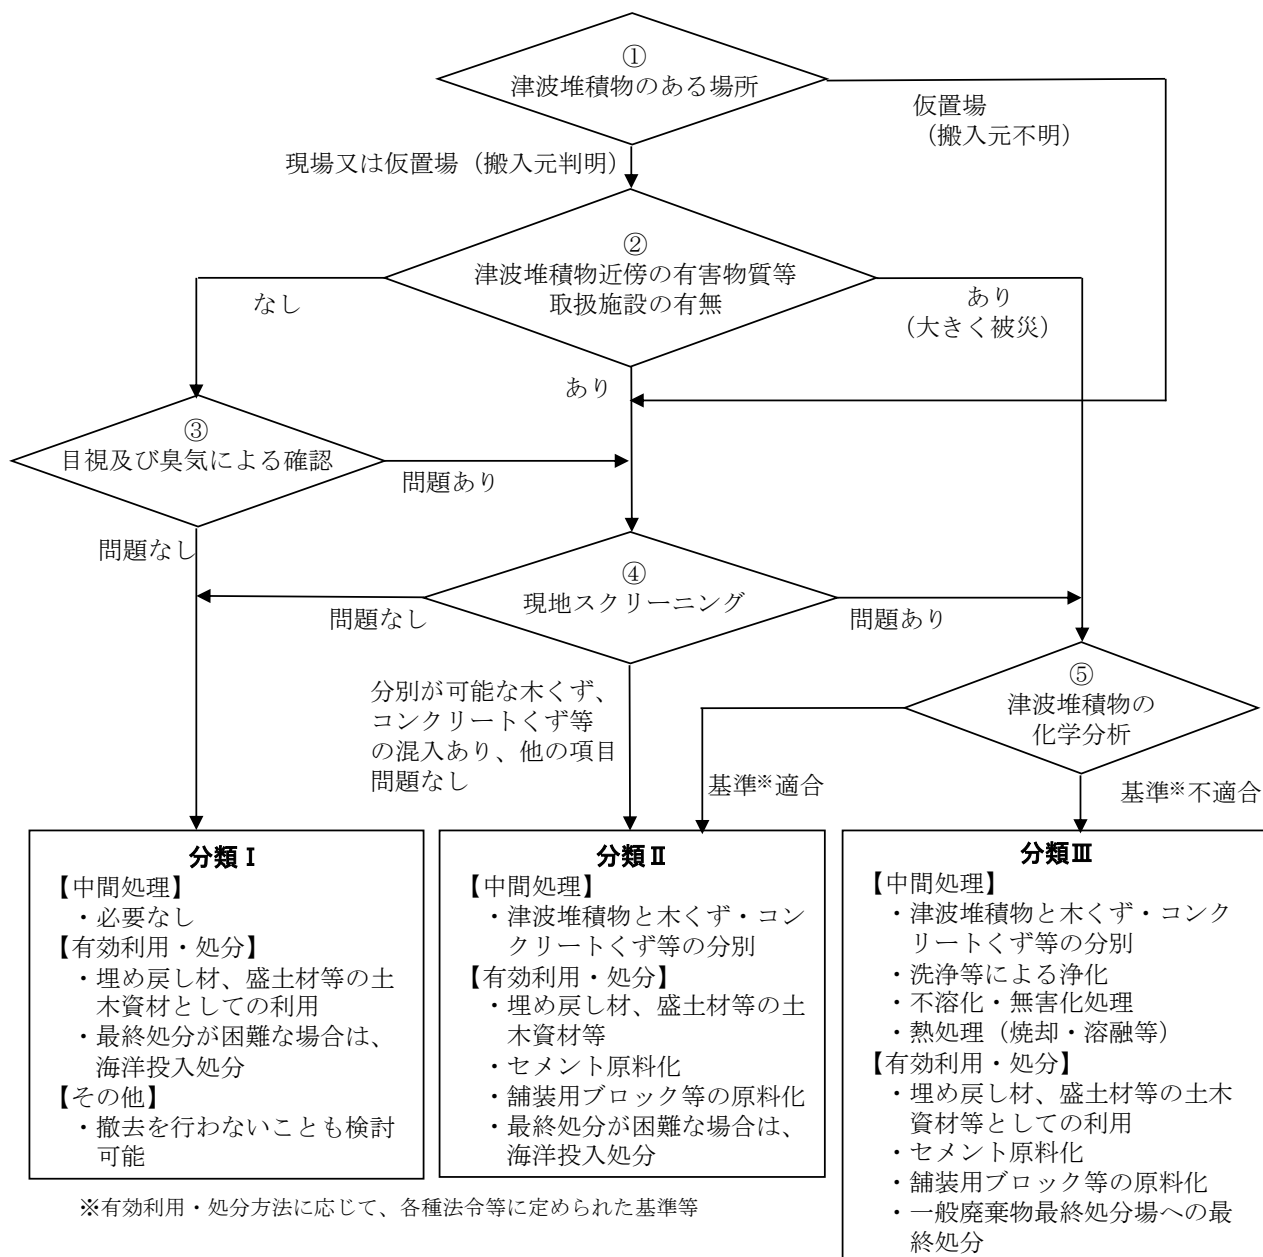 ①
津波堆積物のある場所
仮置場
（搬入元不明）
現場又は仮置場（搬入元判明）
②
津波堆積物近傍の有害物質等
取扱施設の有無
なし
あり
（大きく被災）
あり
③
目視及び臭気による確認
問題あり
問題なし
④
現地スクリーニング
問題なし
問題あり
分別が可能な木くず、
コンクリートくず等
の混入あり、他の項目
問題なし
⑤
津波堆積物の
化学分析
基準※適合
基準※不適合
分類Ⅰ
【中間処理】
・必要なし
【有効利用・処分】
・埋め戻し材、盛土材等の土
木資材としての利用
・最終処分が困難な場合は、
海洋投入処分
【その他】
・撤去を行わないことも検討
可能
分類Ⅱ
【中間処理】
・津波堆積物と木くず・コン
クリートくず等の分別
【有効利用・処分】
・埋め戻し材、盛土材等の土
木資材等
・セメント原料化
・舗装用ブロック等の原料化
・最終処分が困難な場合は、
海洋投入処分
分類Ⅲ
【中間処理】
・津波堆積物と木くず・コンク
リートくず等の分別
・洗浄等による浄化
・不溶化・無害化処理
・熱処理（焼却・溶融等）
【有効利用・処分】
・埋め戻し材、盛土材等の土木
資材等としての利用
・セメント原料化
・舗装用ブロック等の原料化
・一般廃棄物最終処分場への最
終処分
※有効利用・処分方法に応じて、各種法令等に定められた基準等